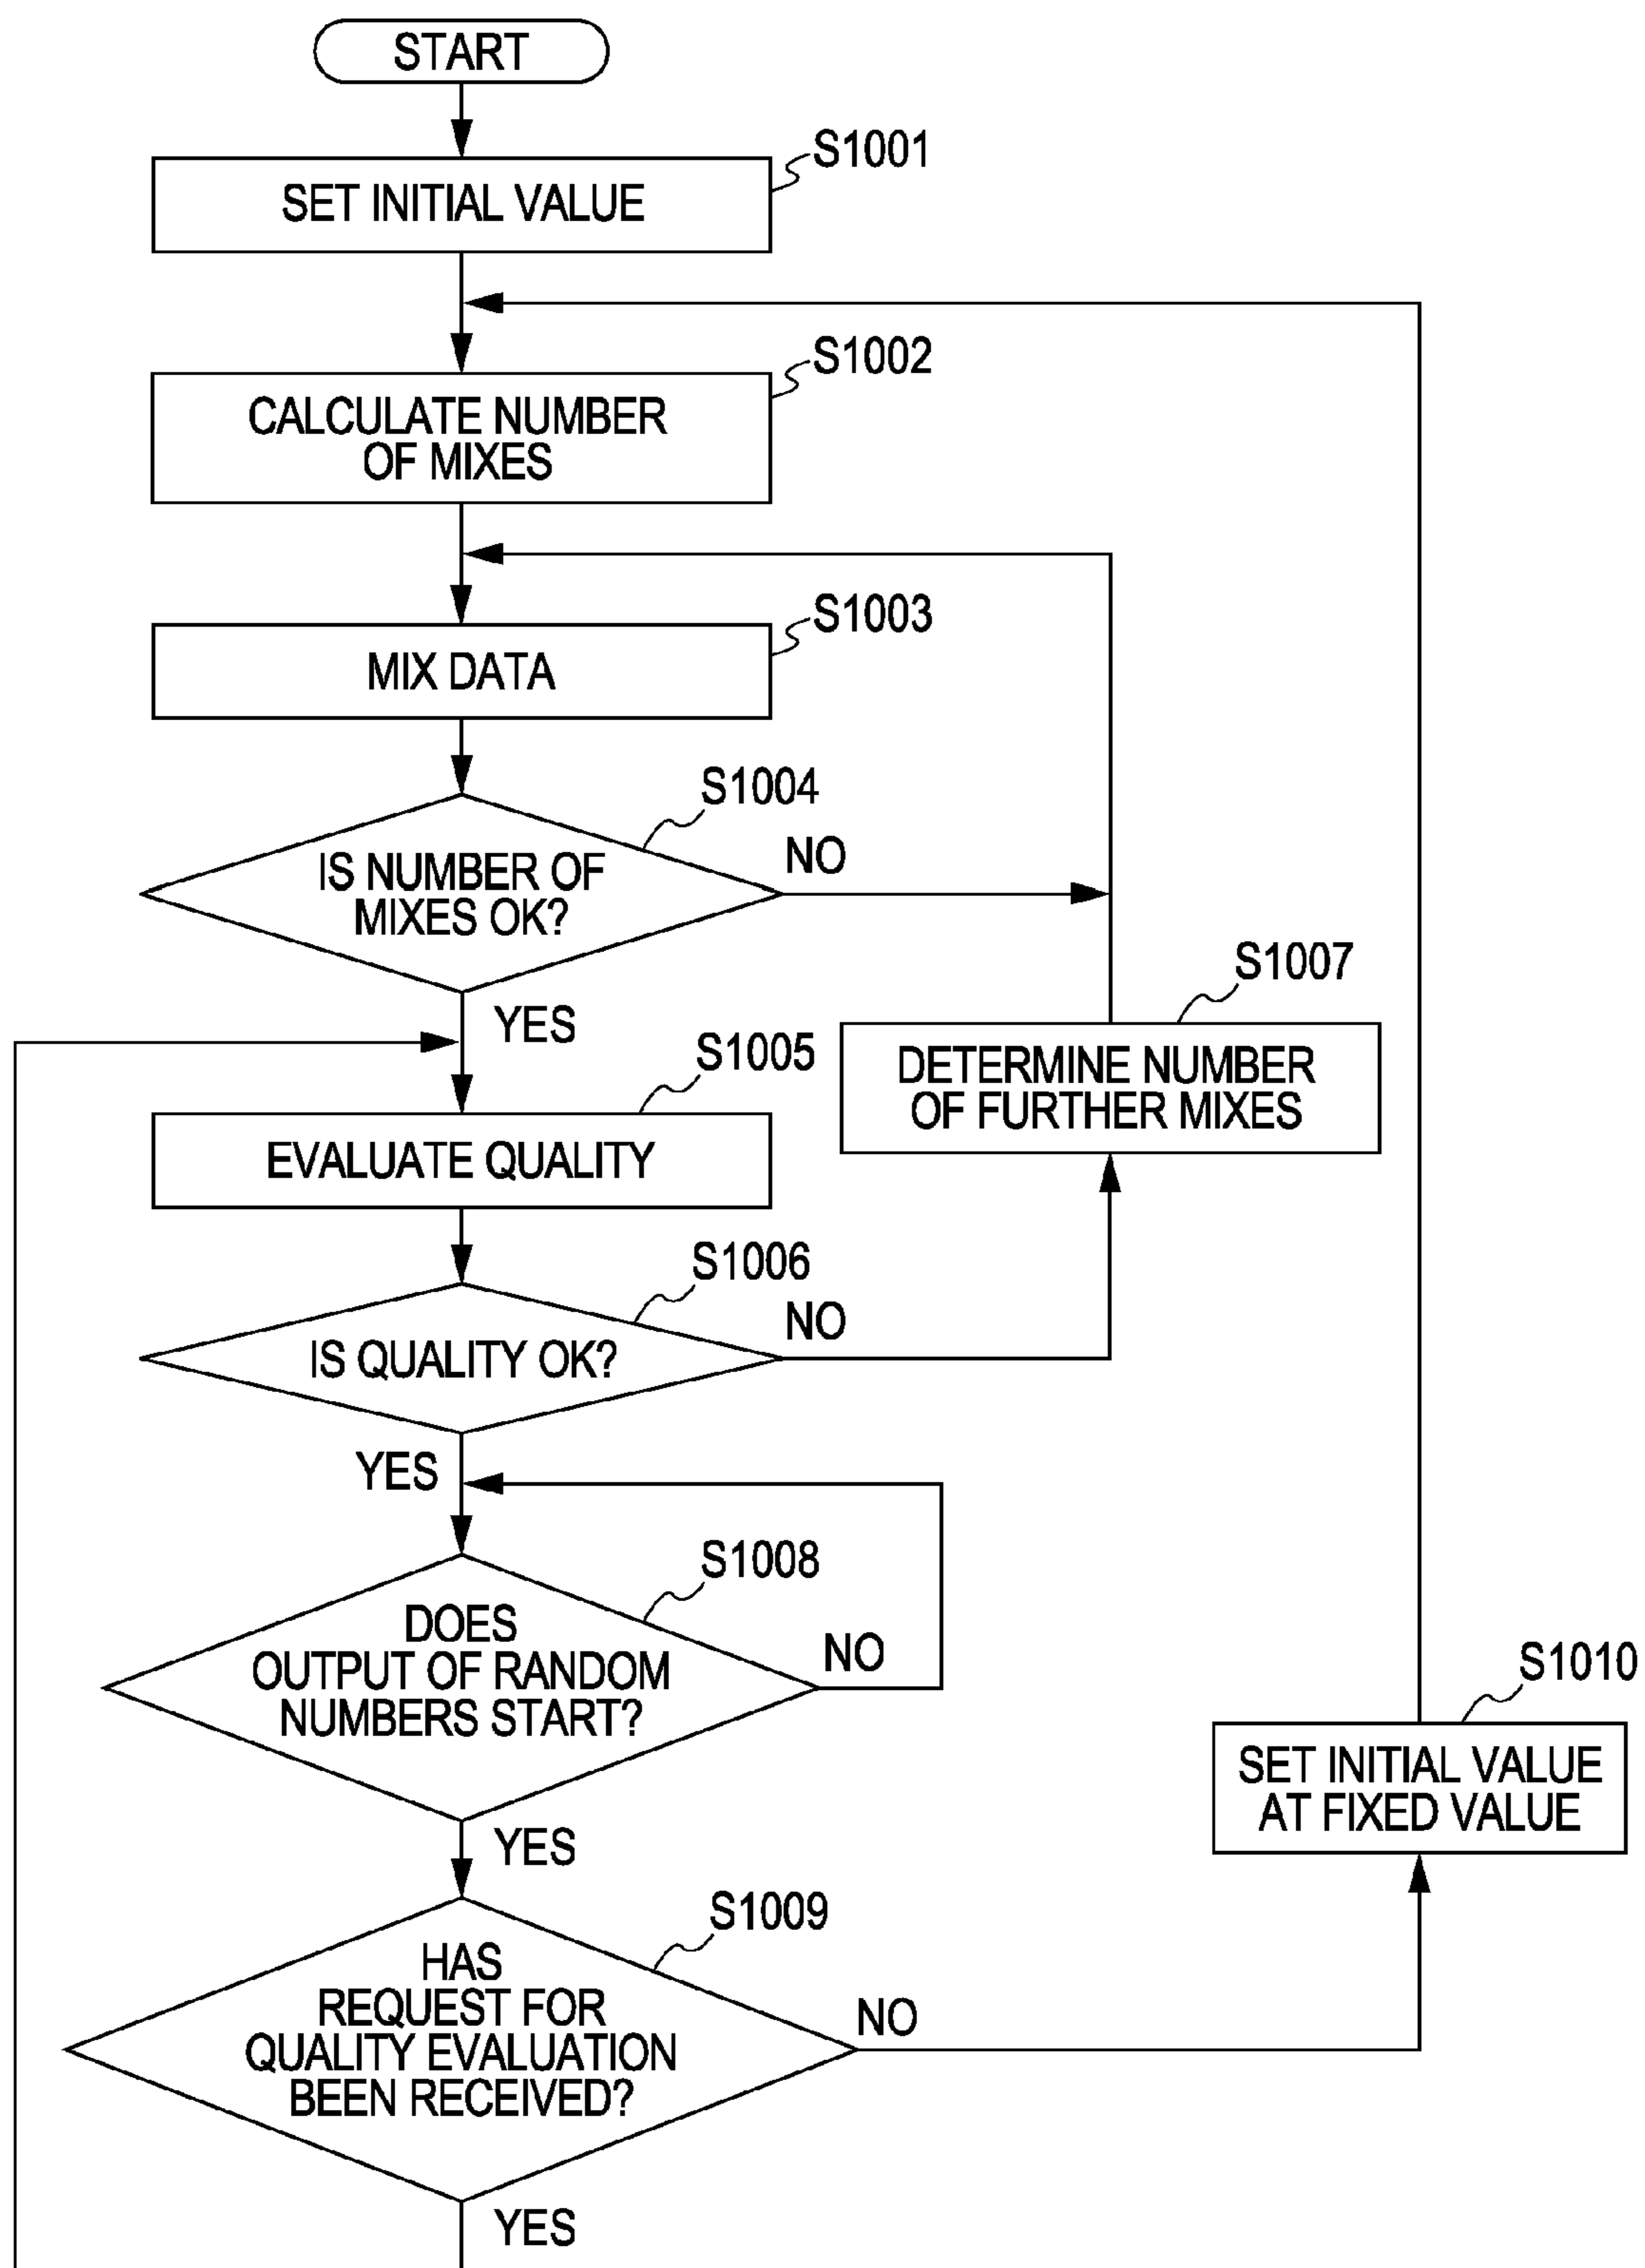 START
S1001
SET INITIAL VALUE
S1002
CALCULATE NUMBER
OF MIXES
S1003
MIX DATA
S1004
IS NUMBER OF
MIXES OK?
NO
YES
S1007
DETERMINE NUMBER
OF FURTHER MIXES
S1005
EVALUATE QUALITY
S1006
IS QUALITY OK?
NO
YES
S1008
DOES
OUTPUT OF RANDOM
NUMBERS START?
NO
YES
S1010
SET INITIAL VALUE
AT FIXED VALUE
S1009
HAS
REQUEST FOR
QUALITY EVALUATION
BEEN RECEIVED?
NO
YES